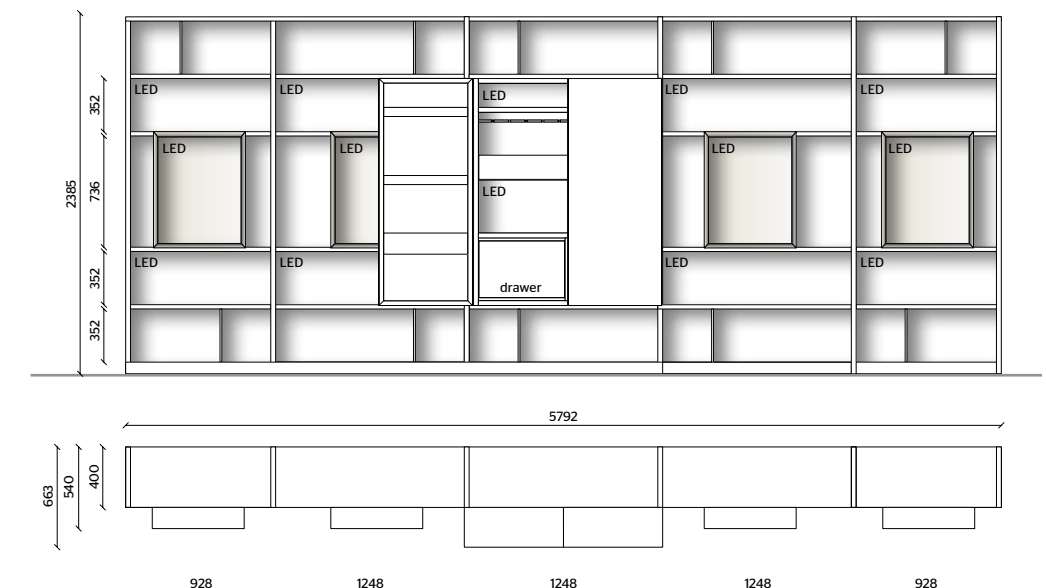 LED LED LED LED LED
352
LED LED LED LED
736
2385
LED
352
LED LED LED LED
drawer
352
5792
400
540
663
928 1248 1248 1248 928